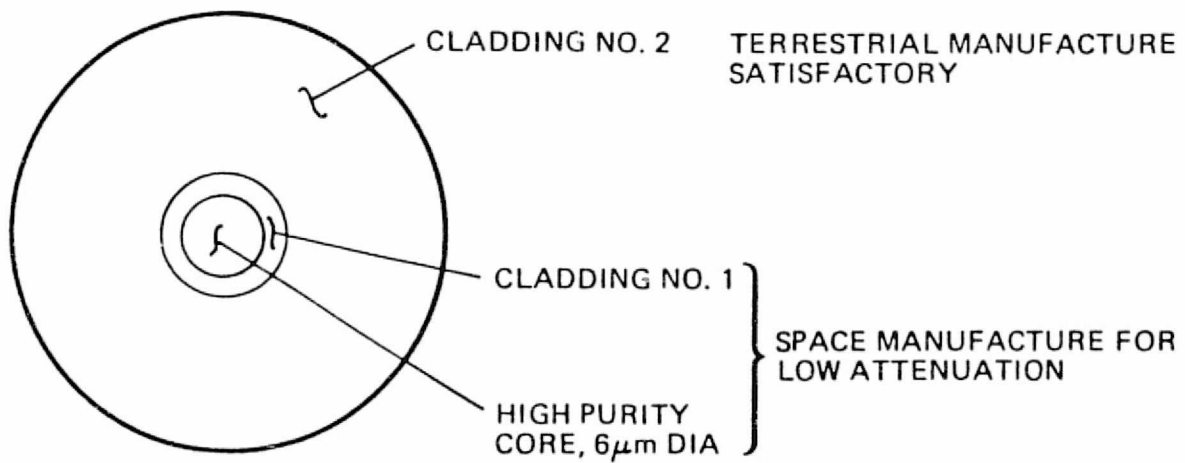 CLADDING NO. 2
TERRESTRIAL MANUFACTURE
SATISFACTORY
CLADDING NO. 1
SPACE MANUFACTURE FOR
LOW ATTENUATION
HIGH PURITY
CORE, 6μm DIA